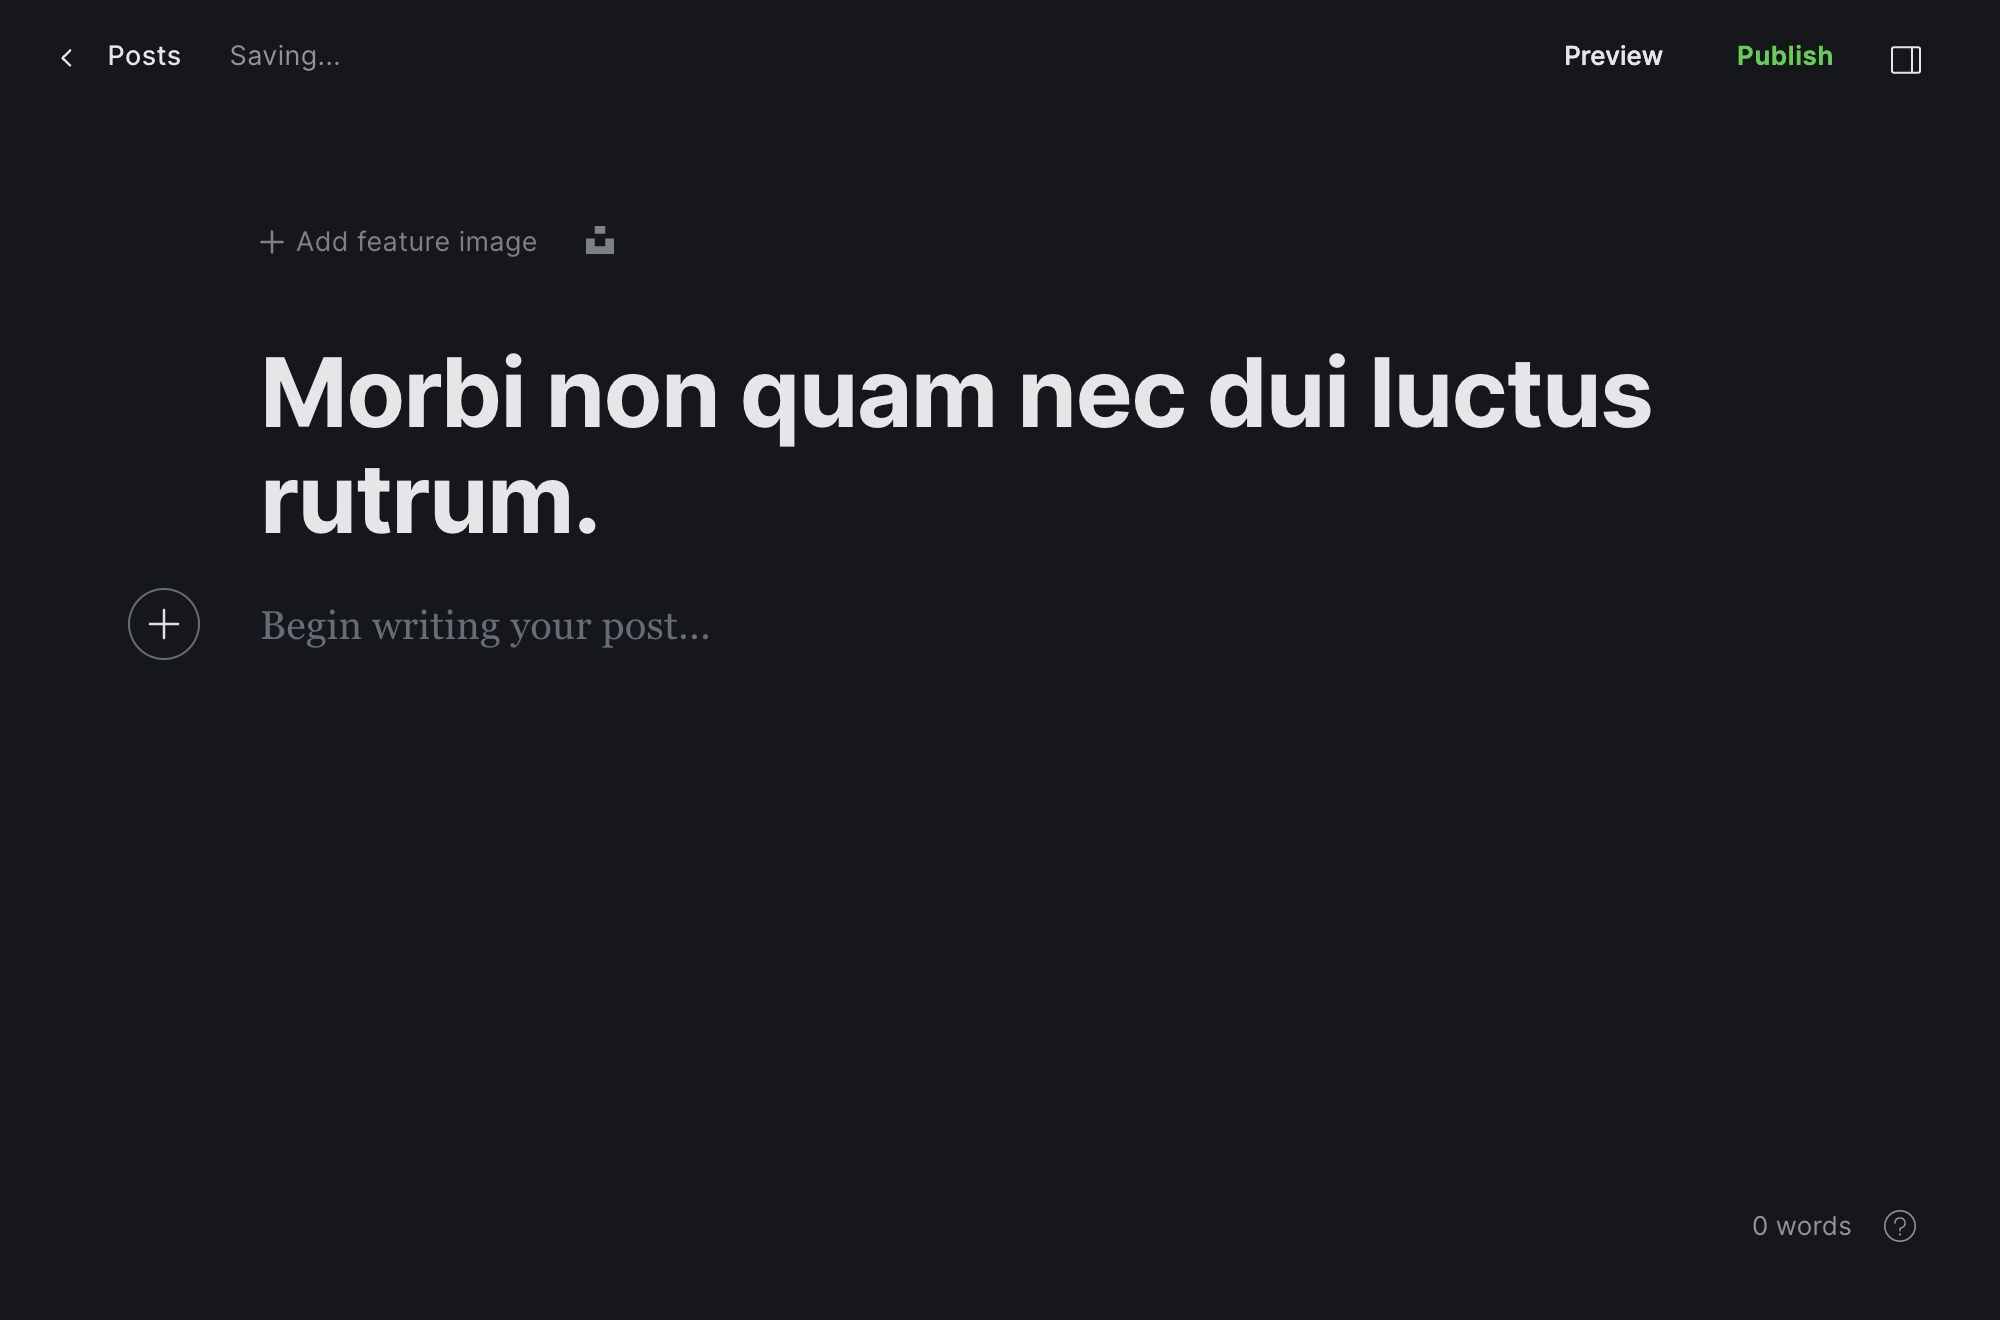 Posts Saving...
Preview Publish
Add feature image
Morbi non quam nec dui luctus
rutrum.
Begin writing your post...
0 words